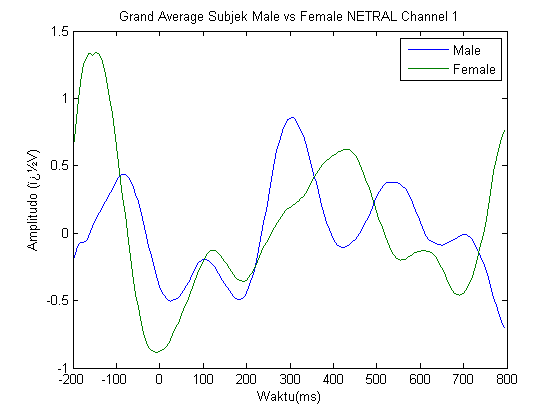 Grand Average Subjek Male vs Female NETRAL Channel 1
1.5
1
0.5
0
-0.5
-1
Amplitudo (ï¿½V)
Male
Female
-200 -100 0 100 200 300 400 500 600 700 800
Waktu(ms)